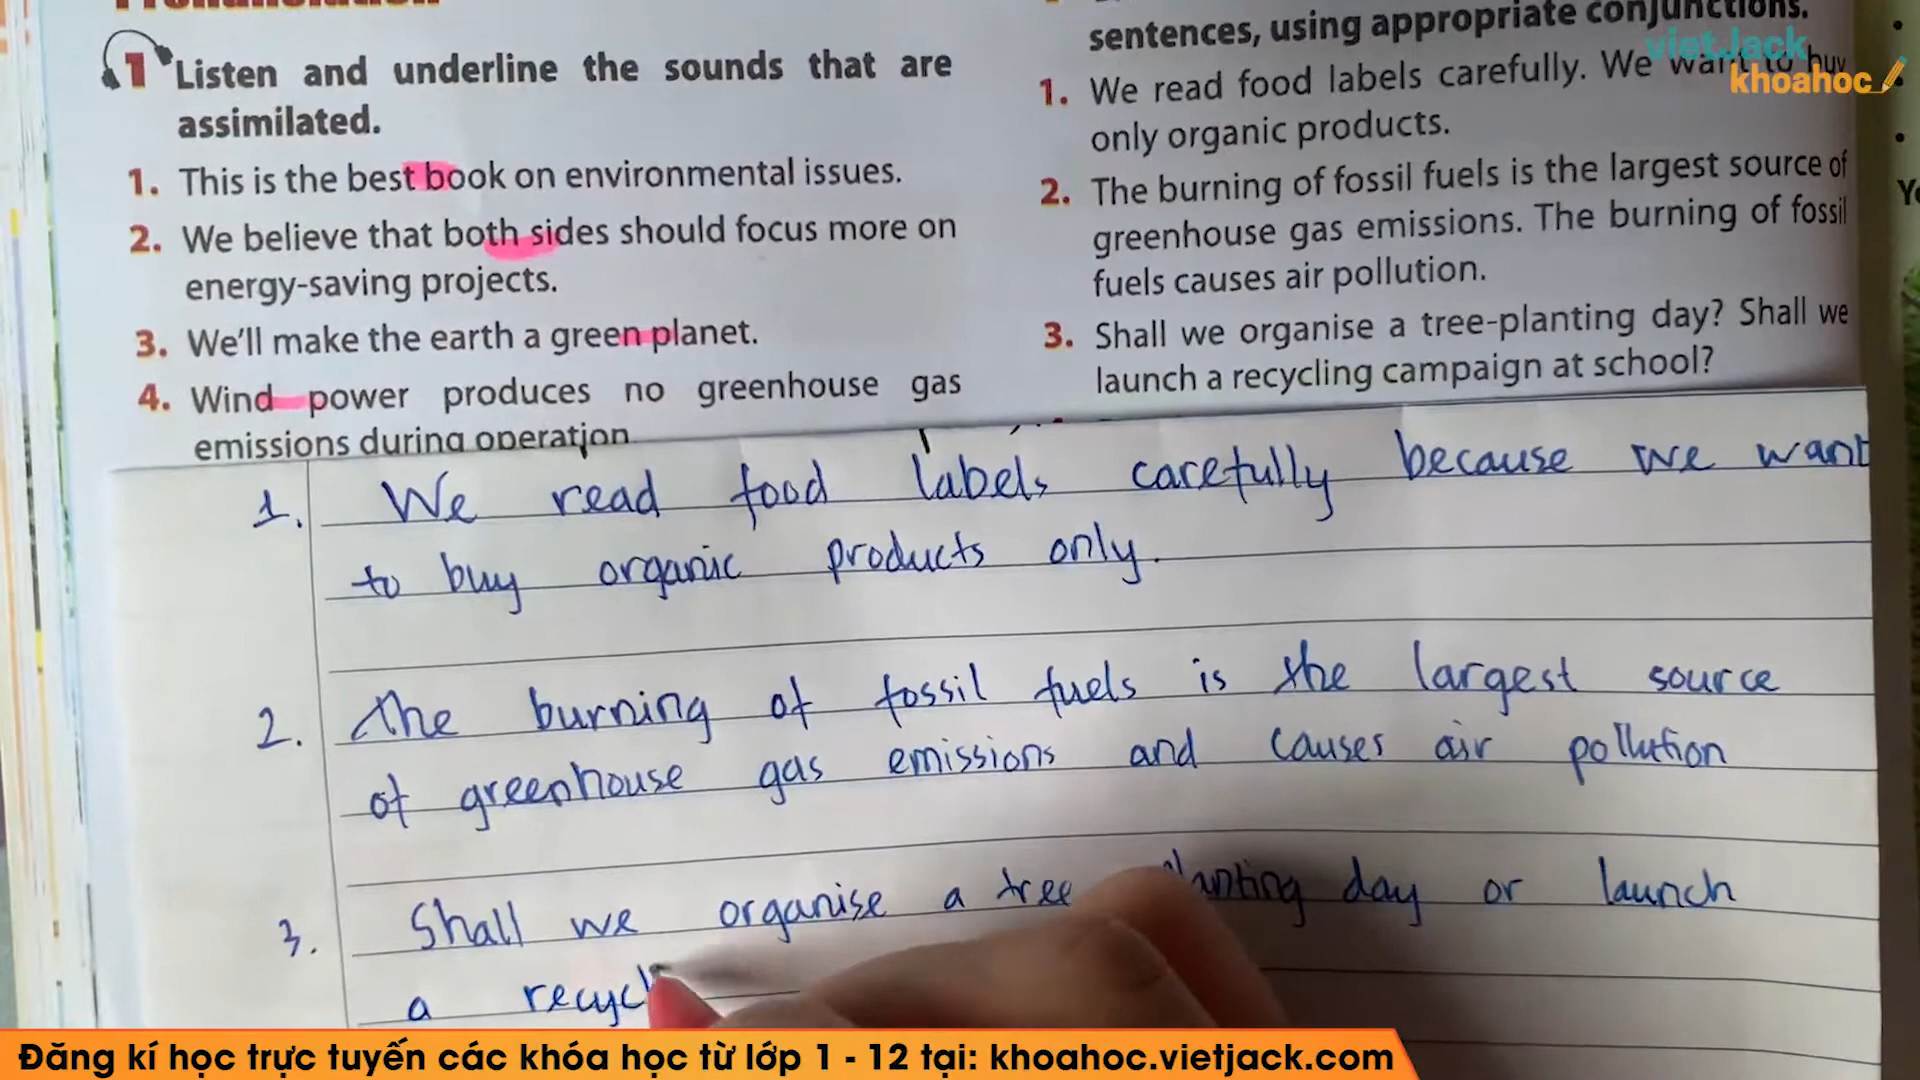 1 Listen and underline the sounds that are
assimilated.
1. This is the best book on environmental issues.
2. We believe that both sides should focus more on
energy-saving projects.
3. We'll make the earth a green planet.
4. Wind power produces no greenhouse gas
emissions during operation
sentences, using appropriate conjunctions.
1. We read food labels carefully. We want to buy
only organic products.
2. The burning of fossil fuels is the largest source of
greenhouse gas emissions. The burning of fossil
fuels causes air pollution.
3. Shall we organise a tree-planting day? Shall we
launch a recycling campaign at school?
vietJack
khoahoc
1. We read food labels carefully because we want
to buy organic products only.
2. The burning of fossil fuels is the largest source
of greenhouse gas emissions and causes air pollution
3. Shall we organise a tree planting day or launch
a recycl
Đăng kí học trực tuyến các khóa học từ lớp 1 - 12 tại: khoahoc.vietjack.com